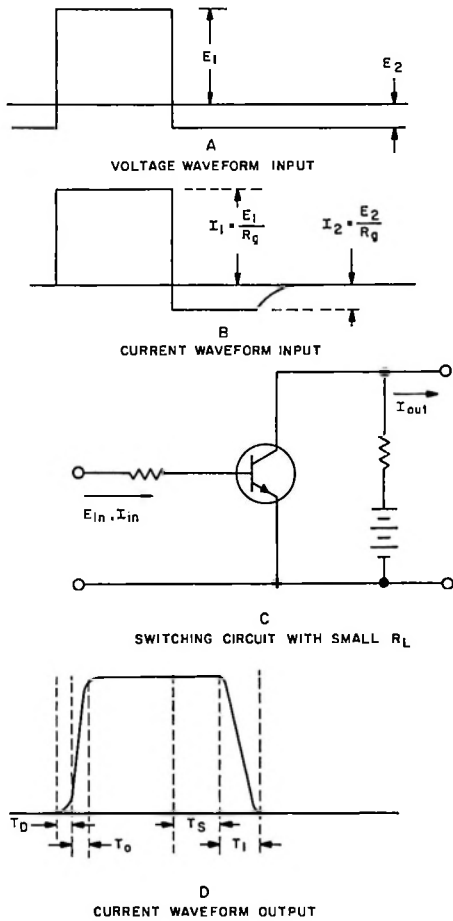 E1
E2
A
VOLTAGE WAVEFORM INPUT
I1 = E1/Rg
I2 = E2/Rg
B
CURRENT WAVEFORM INPUT
Iout
Ein, Iin
C
SWITCHING CIRCUIT WITH SMALL RL
TD
TS
To
T1
D
CURRENT WAVEFORM OUTPUT